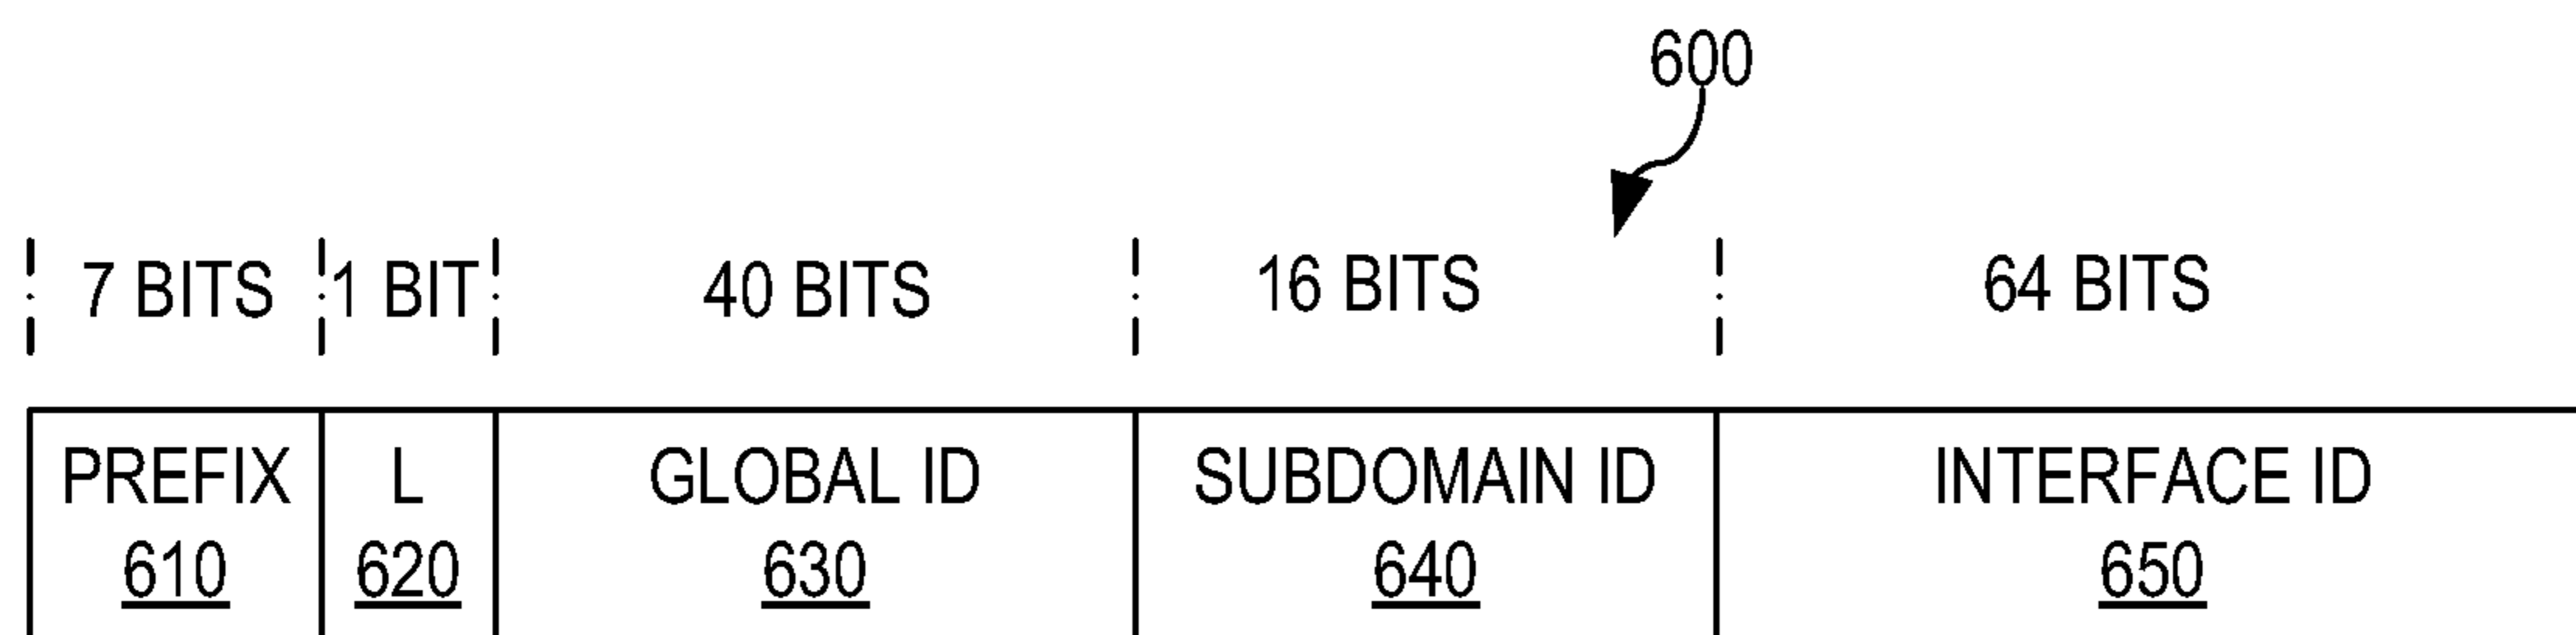 600
7 BITS 1 BIT 40 BITS 16 BITS 64 BITS
PREFIX L GLOBAL ID SUBDOMAIN ID INTERFACE ID
610 620 630 640 650